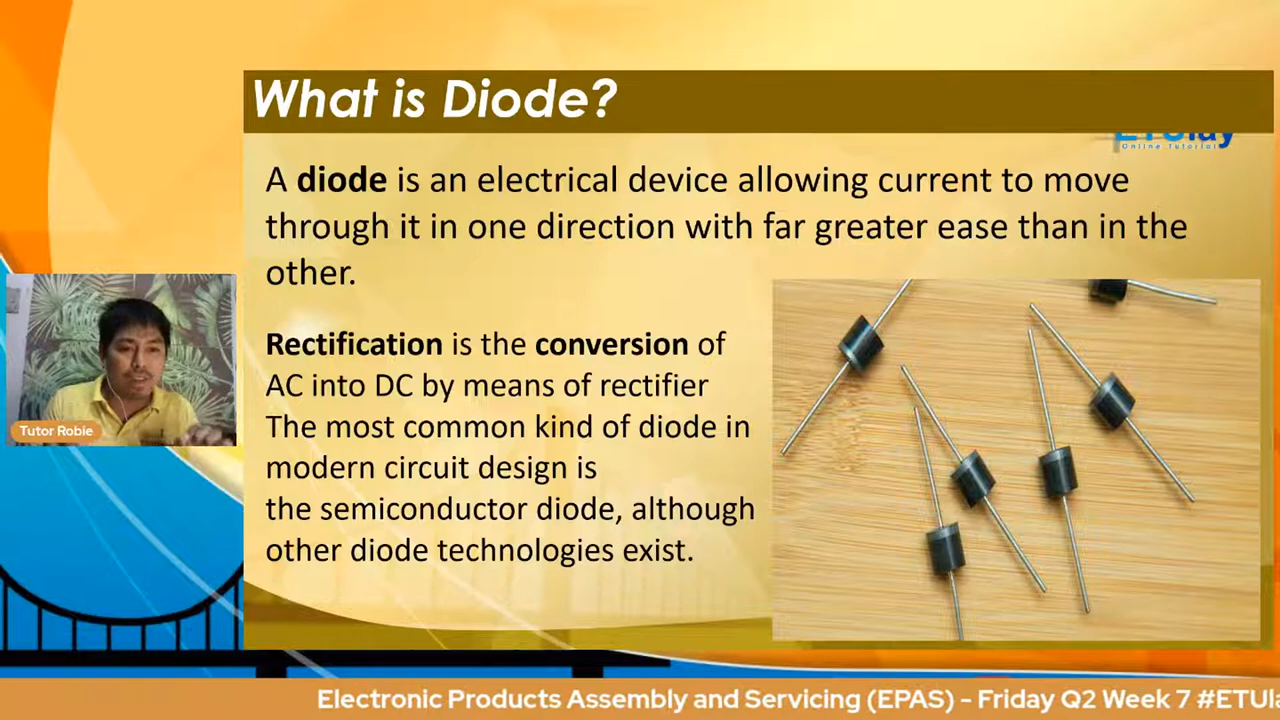 What is Diode?
Online Tutorial
A diode is an electrical device allowing current to move
through it in one direction with far greater ease than in the
other.
Rectification is the conversion of
AC into DC by means of rectifier
The most common kind of diode in
modern circuit design is
the semiconductor diode, although
other diode technologies exist.
Tutor Robie
Electronic Products Assembly and Servicing (EPAS) - Friday Q2 Week 7 #ETUla